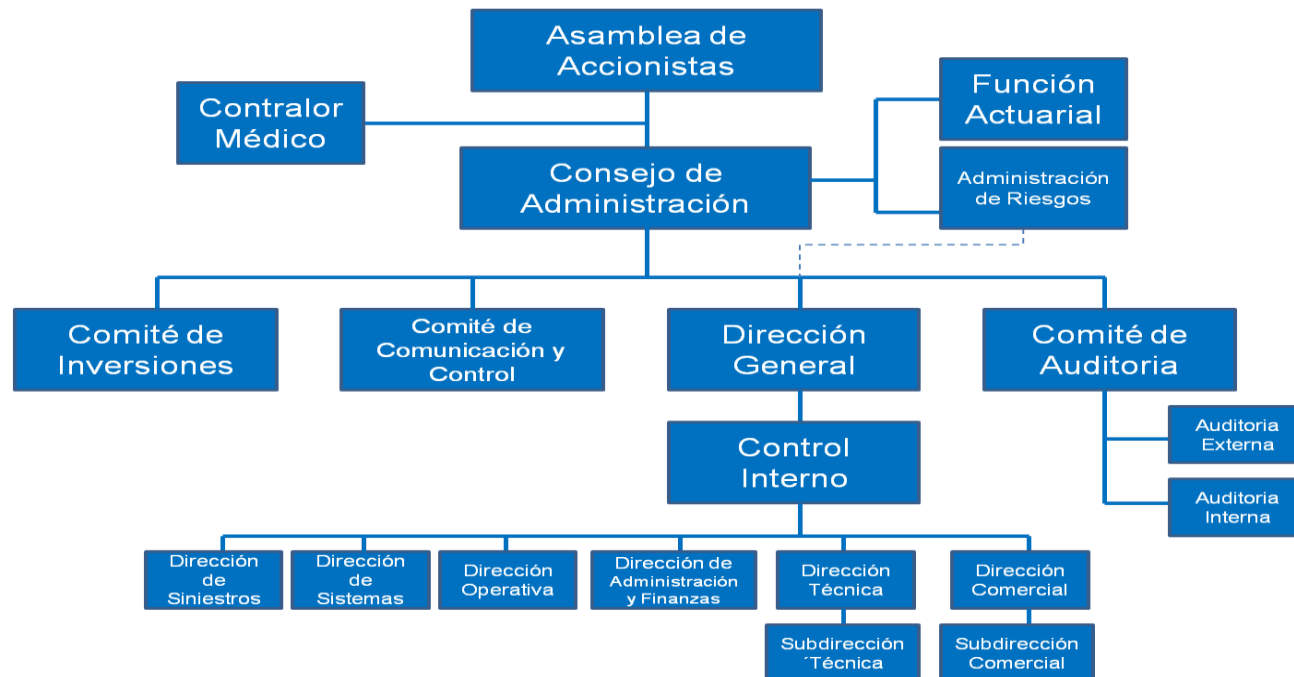 Asamblea de
Accionistas
Contralor
Médico
Función
Actuarial
Consejo de
Administración
Administración
de Riesgos
Comité de
Inversiones
Comité de
Comunicación y
Control
Dirección
General
Comité de
Auditoria
Control
Interno
Auditoria
Externa
Auditoria
Interna
Dirección
de
Siniestros
Dirección
de
Sistemas
Dirección
Operativa
Dirección de
Administración
y Finanzas
Dirección
Técnica
Dirección
Comercial
Subdirección
´Técnica
Subdirección
Comercial